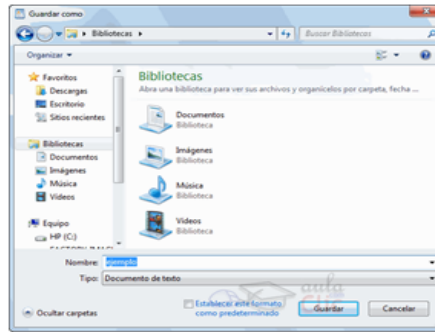 Guardar como
Bibliotecas
Buscar Bibliotecas
Organizar
Favoritos
Descargas
Escritorio
Sitios recientes
Bibliotecas
Documentos
Imágenes
Música
Vídeos
Equipo
HP (C:)
Bibliotecas
Abra una biblioteca para ver sus archivos y organícelos por carpeta, fecha ...
Documentos
Biblioteca
Imágenes
Biblioteca
Música
Biblioteca
Vídeos
Biblioteca
Nombre: ejemplo
Tipo: Documento de texto
Ocultar carpetas
Establecer este formato
como predeterminado
Guardar
Cancelar
aula